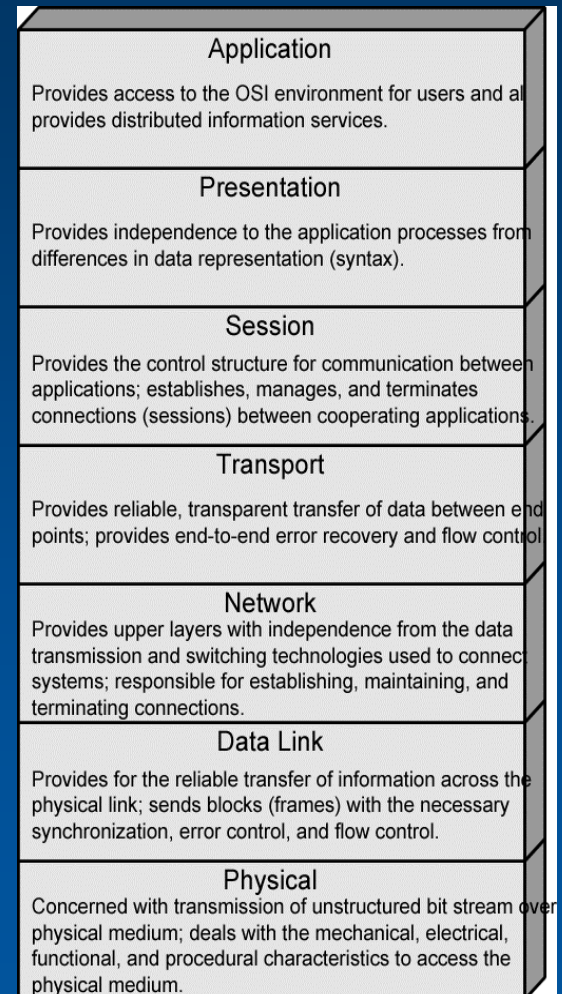 Application
Provides access to the OSI environment for users and al
provides distributed information services.
Presentation
Provides independence to the application processes from
differences in data representation (syntax).
Session
Provides the control structure for communication between
applications; establishes, manages, and terminates
connections (sessions) between cooperating applications.
Transport
Provides reliable, transparent transfer of data between end
points; provides end-to-end error recovery and flow control
Network
Provides upper layers with independence from the data
transmission and switching technologies used to connect
systems; responsible for establishing, maintaining, and
terminating connections.
Data Link
Provides for the reliable transfer of information across the
physical link; sends blocks (frames) with the necessary
synchronization, error control, and flow control.
Physical
Concerned with transmission of unstructured bit stream over
physical medium; deals with the mechanical, electrical,
functional, and procedural characteristics to access the
physical medium.